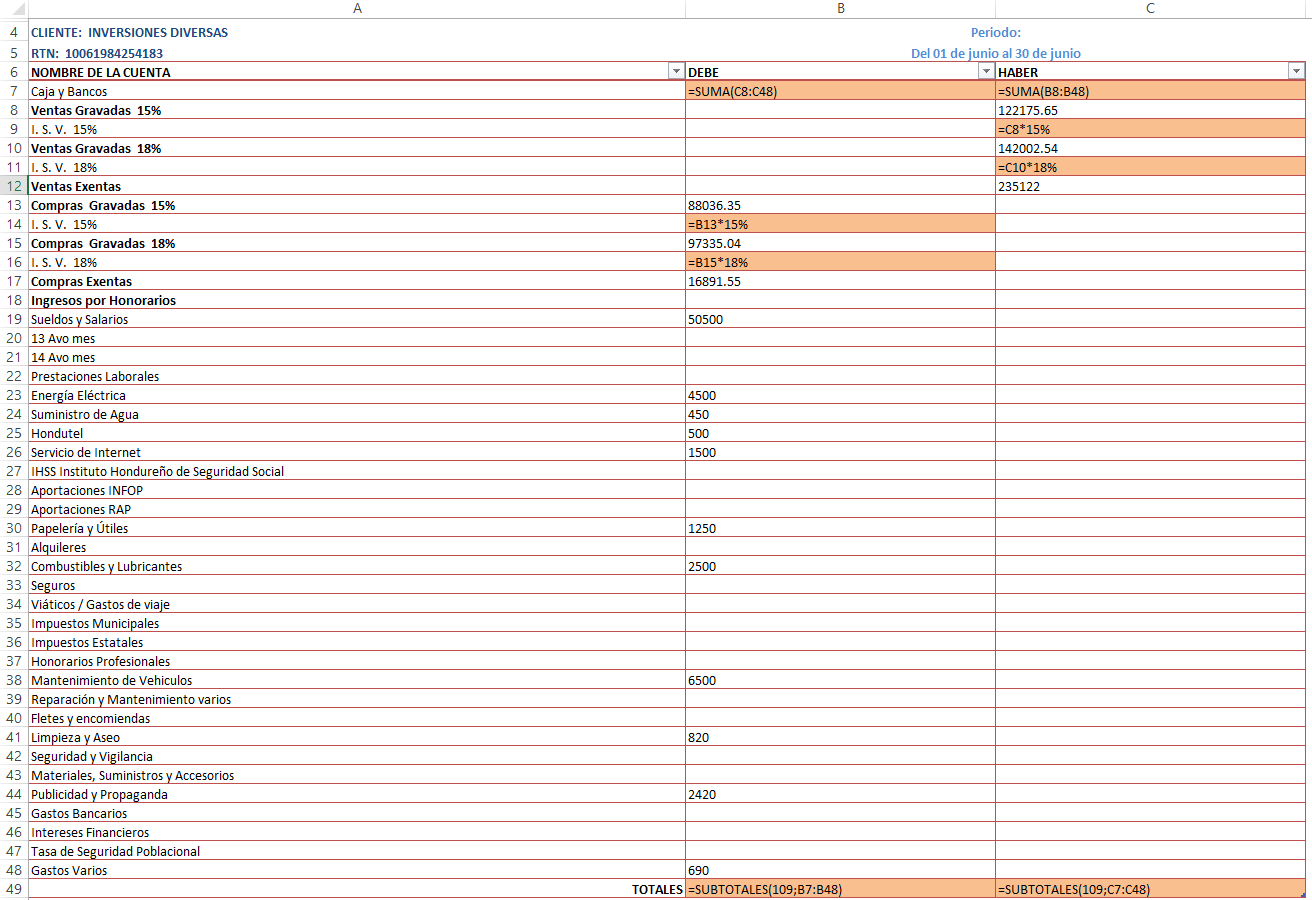 A B C
4 CLIENTE: INVERSIONES DIVERSAS Periodo:
5 RTN: 10061984254183 Del 01 de junio al 30 de junio
6 NOMBRE DE LA CUENTA DEBE HABER
7 Caja y Bancos =SUMA(C8:C48) =SUMA(B8:B48)
8 Ventas Gravadas 15% 122175.65
9 I. S. V. 15% =C8*15%
10 Ventas Gravadas 18% 142002.54
11 I. S. V. 18% =C10*18%
12 Ventas Exentas 235122
13 Compras Gravadas 15% 88036.35
14 I. S. V. 15% =B13*15%
15 Compras Gravadas 18% 97335.04
16 I. S. V. 18% =B15*18%
17 Compras Exentas 16891.55
18 Ingresos por Honorarios
19 Sueldos y Salarios 50500
20 13 Avo mes
21 14 Avo mes
22 Prestaciones Laborales
23 Energía Eléctrica 4500
24 Suministro de Agua 450
25 Hondutel 500
26 Servicio de Internet 1500
27 IHSS Instituto Hondureño de Seguridad Social
28 Aportaciones INFOP
29 Aportaciones RAP
30 Papelería y Útiles 1250
31 Alquileres
32 Combustibles y Lubricantes 2500
33 Seguros
34 Viáticos / Gastos de viaje
35 Impuestos Municipales
36 Impuestos Estatales
37 Honorarios Profesionales
38 Mantenimiento de Vehiculos 6500
39 Reparación y Mantenimiento varios
40 Fletes y encomiendas
41 Limpieza y Aseo 820
42 Seguridad y Vigilancia
43 Materiales, Suministros y Accesorios
44 Publicidad y Propaganda 2420
45 Gastos Bancarios
46 Intereses Financieros
47 Tasa de Seguridad Poblacional
48 Gastos Varios 690
49 TOTALES =SUBTOTALES(109;B7:B48) =SUBTOTALES(109;C7:C48)